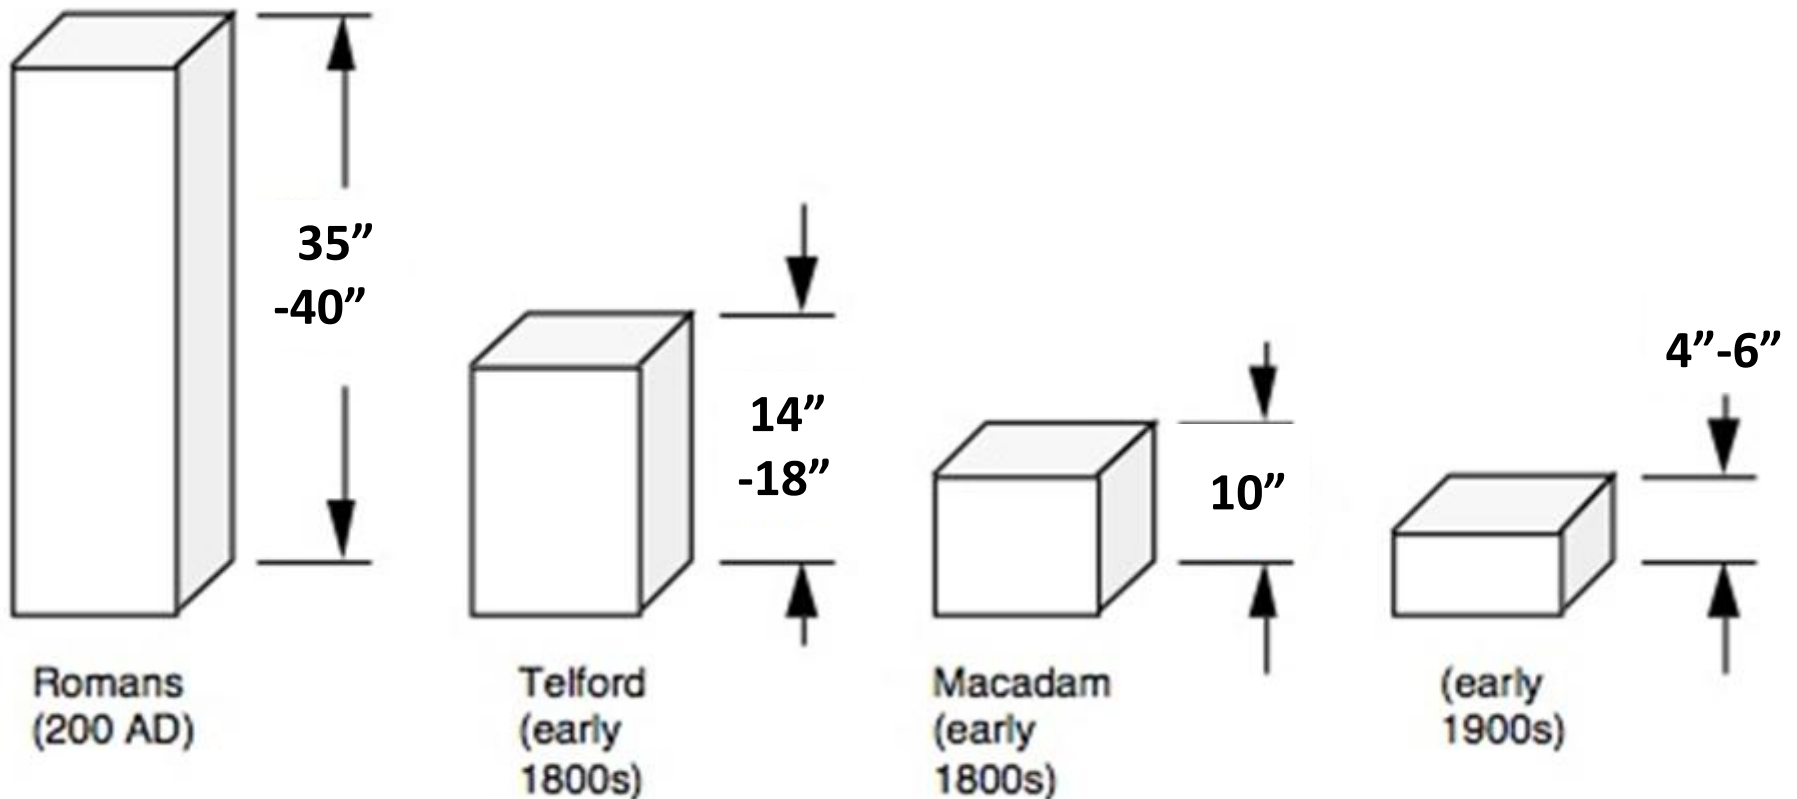 35”
-40”
14”
-18”
10”
4”-6”
Romans
(200 AD)
Telford
(early
1800s)
Macadam
(early
1800s)
(early
1900s)